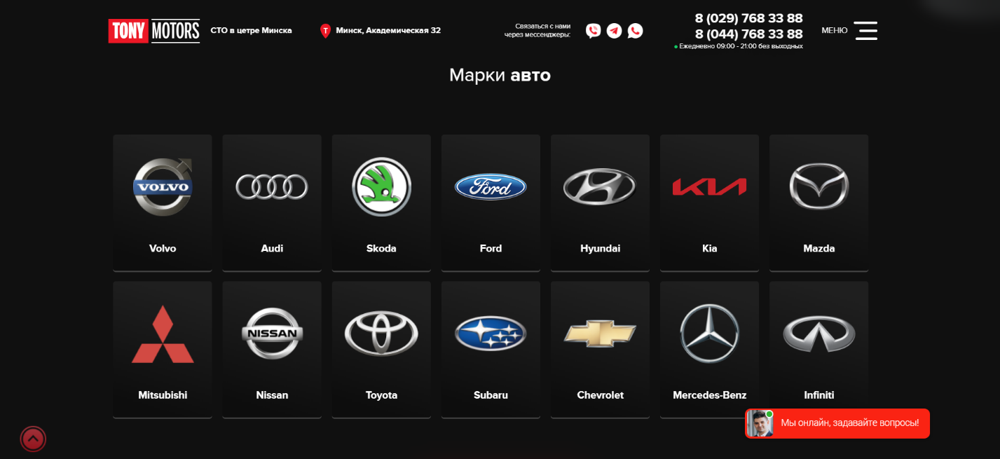 TONY MOTORS
СТО в цетре Минска
Т
Минск, Академическая 32
Связаться с нами
через мессенджеры:
8 (029) 768 33 88
8 (044) 768 33 88
Ежедневно 09:00 - 21:00 без выходных
МЕНЮ
Марки авто
VOLVO
Ford
KIA
Volvo
Audi
Skoda
Ford
Hyundai
Kia
Mazda
NISSAN
Mitsubishi
Nissan
Toyota
Subaru
Chevrolet
Mercedes-Benz
Infiniti
Мы онлайн, задавайте вопросы!